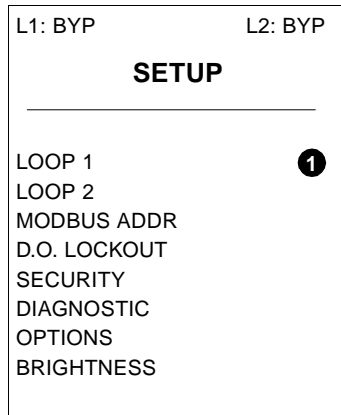 L1: BYP L2: BYP
SETUP
LOOP 1 1
LOOP 2
MODBUS ADDR
D.O. LOCKOUT
SECURITY
DIAGNOSTIC
OPTIONS
BRIGHTNESS